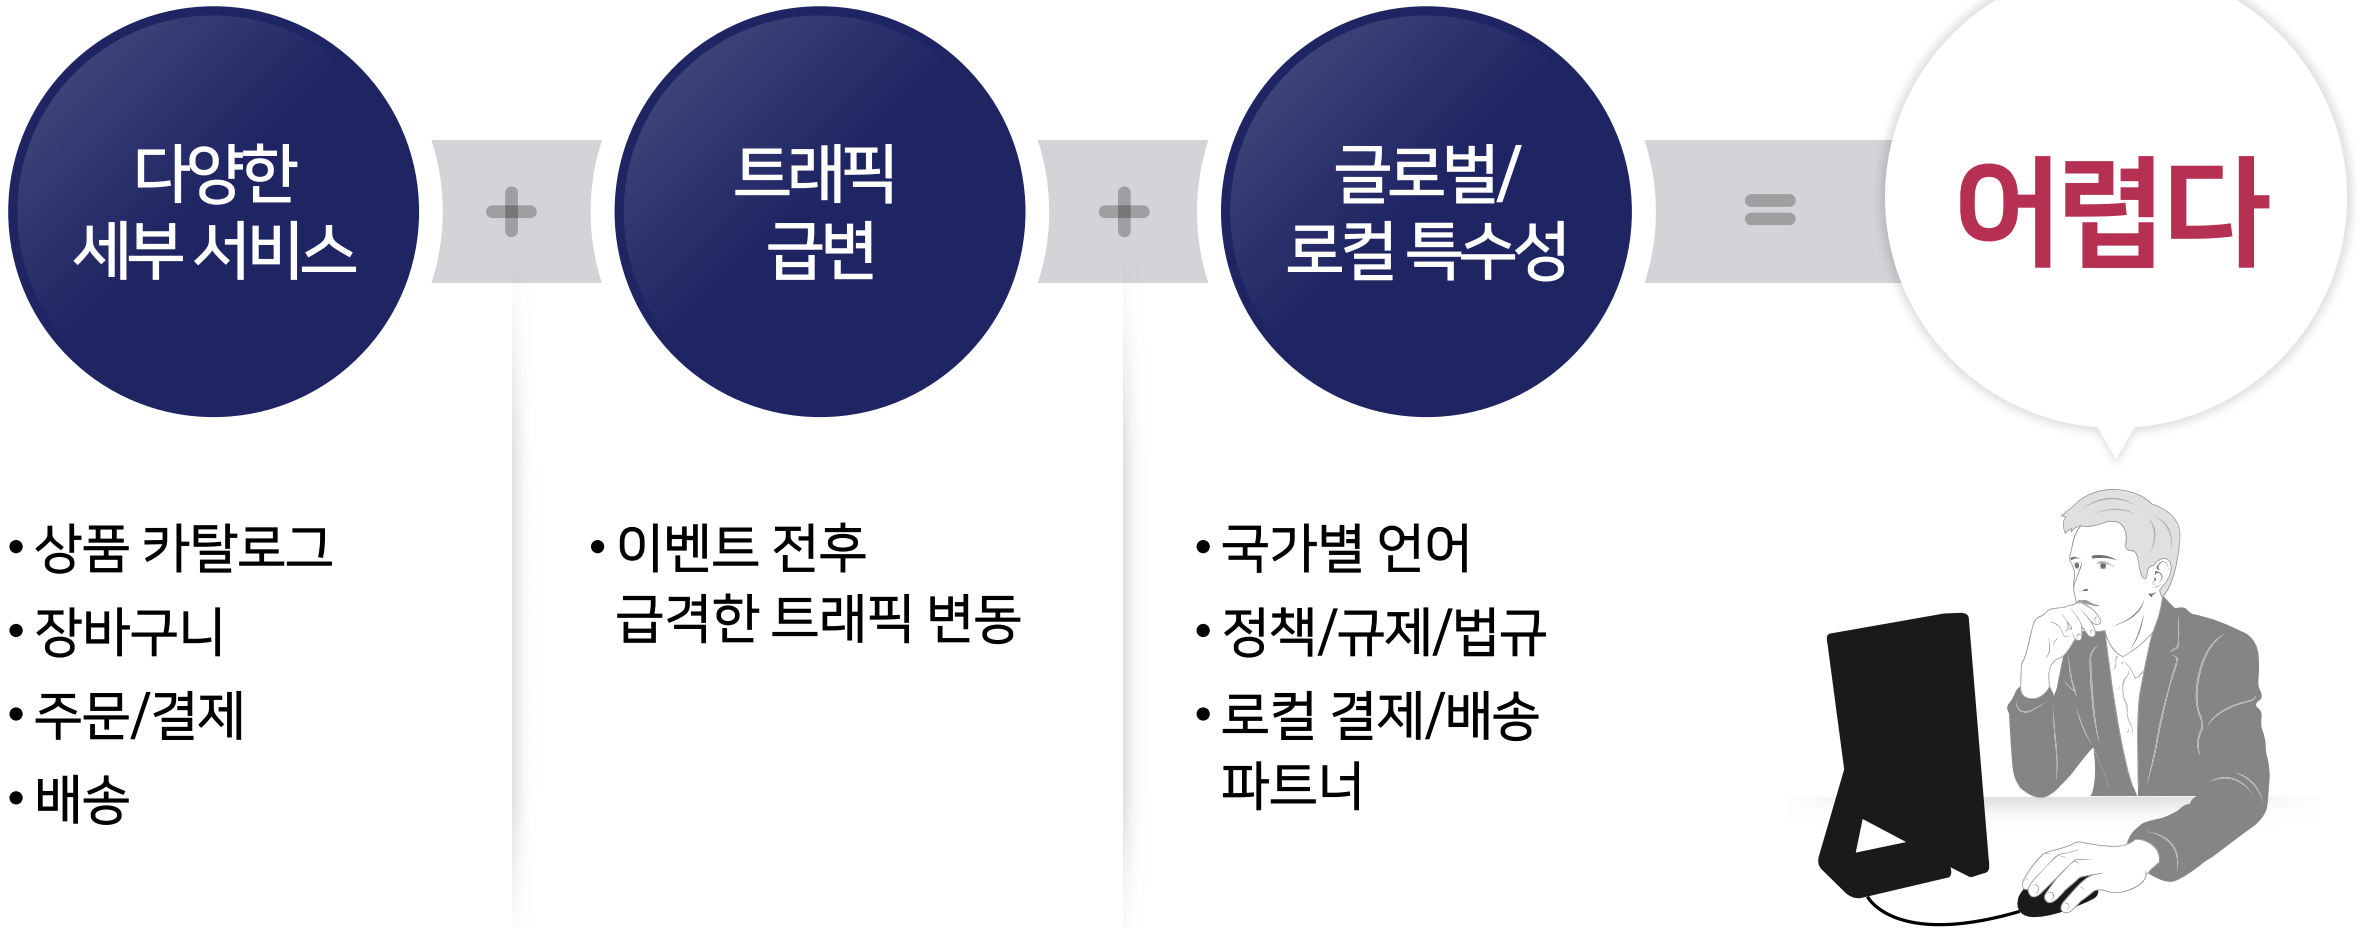 다양한
세부 서비스
+
트래픽
급변
+
글로벌/
로컬 특수성
=
어렵다
• 상품 카탈로그
• 장바구니
• 주문/결제
• 배송
• 이벤트 전후
급격한 트래픽 변동
• 국가별 언어
• 정책/규제/법규
• 로컬 결제/배송
파트너